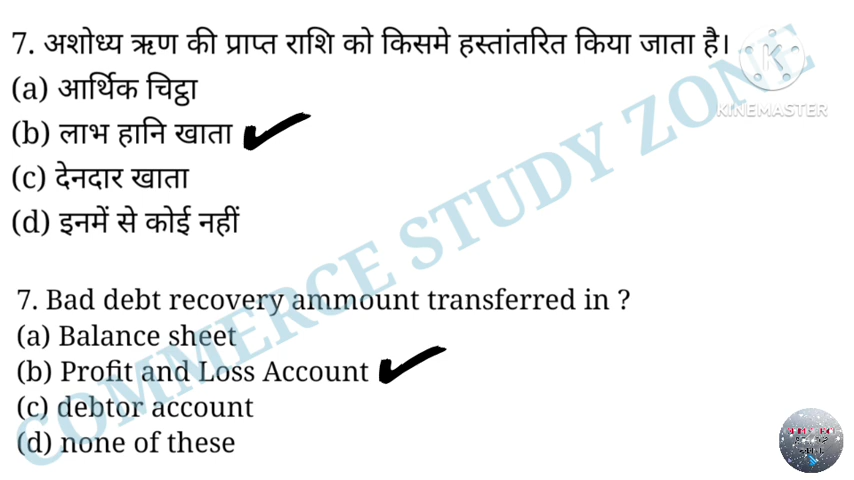 7. अशोध्य ऋण की प्राप्त राशि को किसमे हस्तांतरित किया जाता है।
(a) आर्थिक चिट्ठा
(b) लाभ हानि खाता
(c) देनदार खाता
(d) इनमें से कोई नहीं
7. Bad debt recovery ammount transferred in ?
(a) Balance sheet
(b) Profit and Loss Account
(c) debtor account
(d) none of these
COMMERCE STUDY ZONE
K
KINEMASTER